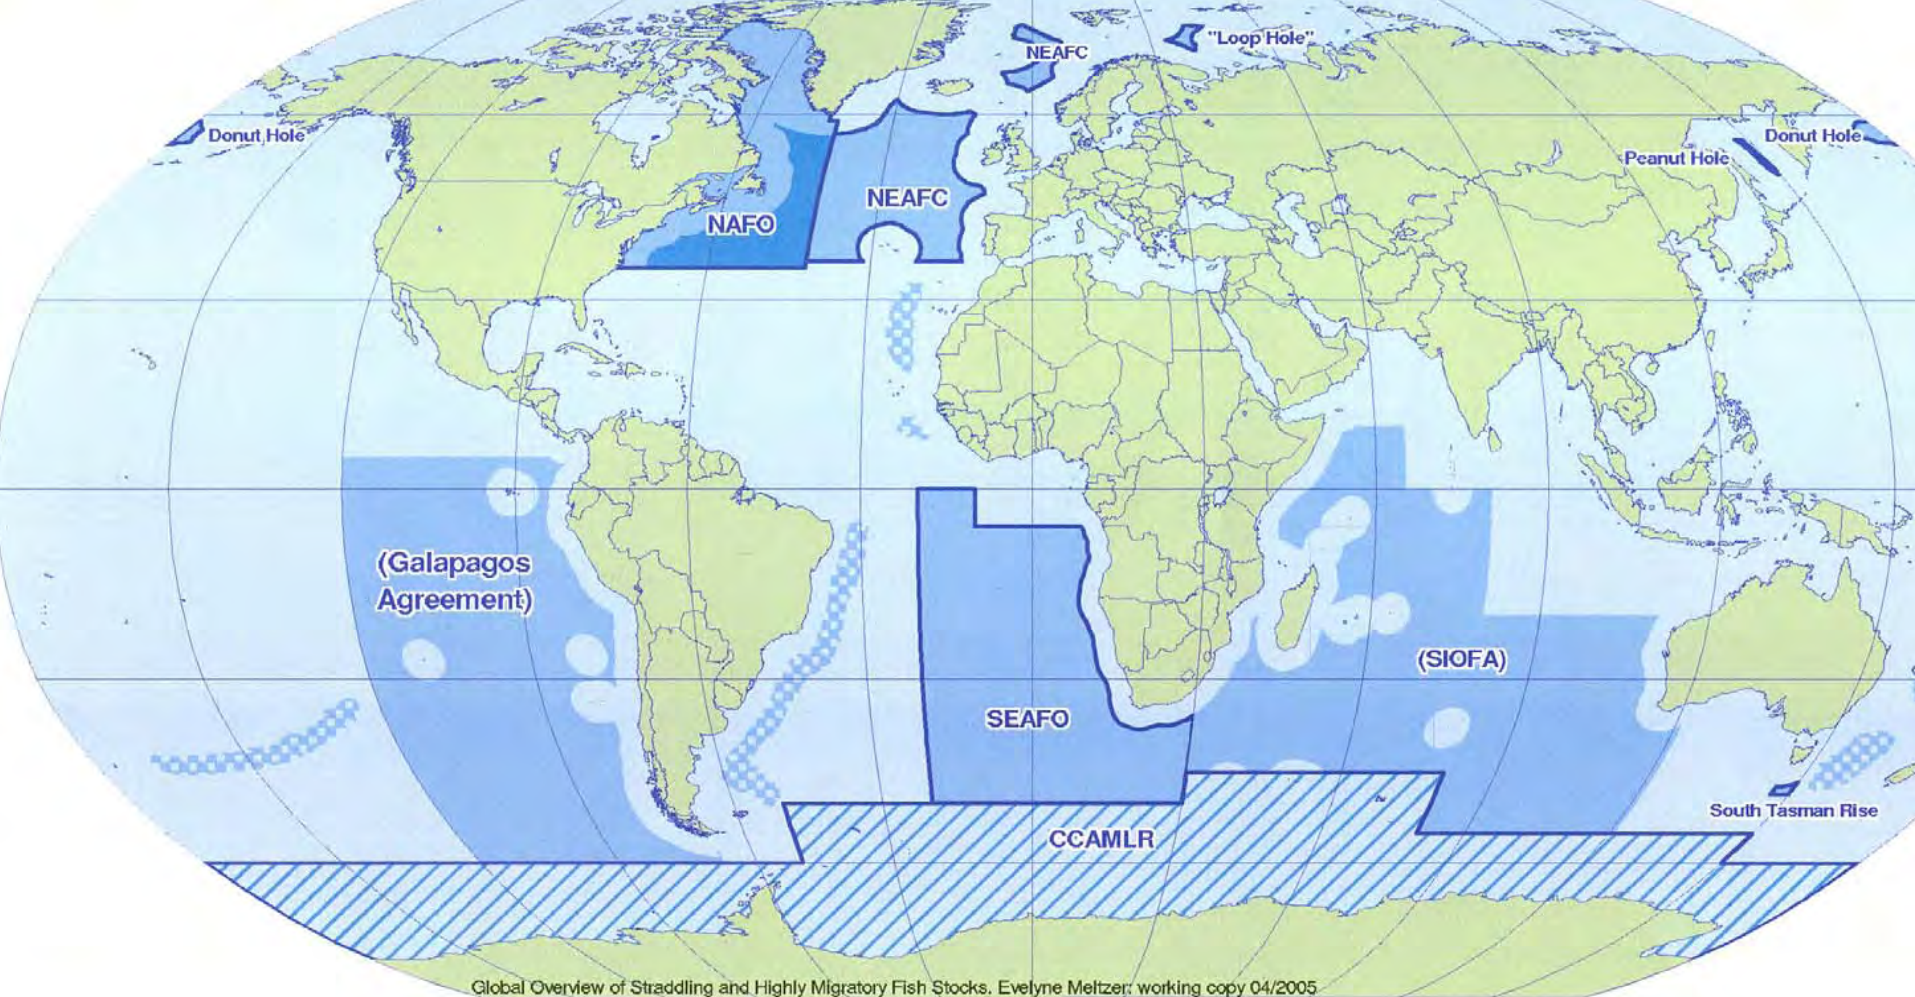 NEAFC
"Loop Hole"
Donut Hole
Donut Hole
Peanut Hole
NAFO
NEAFC
(Galapagos
Agreement)
(SIOFA)
SEAFO
South Tasman Rise
CCAMLR
Global Overview of Straddling and Highly Migratory Fish Stocks. Evelyne Meltzer: working copy 04/2005